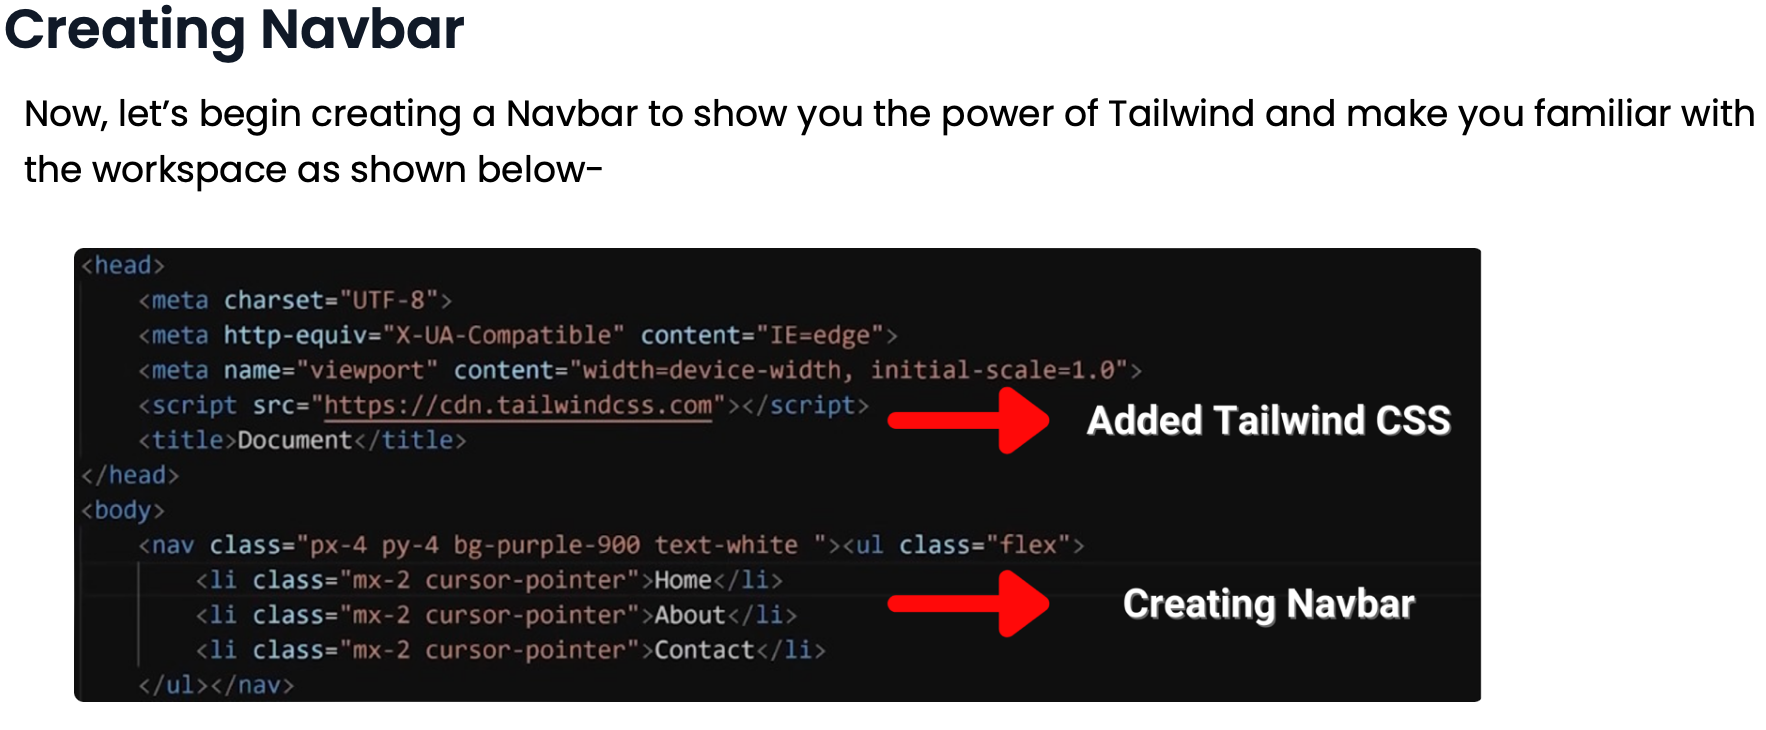 Creating Navbar
Now, let’s begin creating a Navbar to show you the power of Tailwind and make you familiar with
the workspace as shown below-
<head>
<meta charset="UTF-8">
<meta http-equiv="X-UA-Compatible" content="IE=edge">
<meta name="viewport" content="width=device-width, initial-scale=1.0">
<script src="https://cdn.tailwindcss.com"></script>
Added Tailwind CSS
<title>Document</title>
</head>
<body>
<nav class="px-4 py-4 bg-purple-900 text-white "><ul class="flex">
<li class="mx-2 cursor-pointer">Home</li>
Creating Navbar
<li class="mx-2 cursor-pointer">About</li>
<li class="mx-2 cursor-pointer">Contact</li>
</ul></nav>